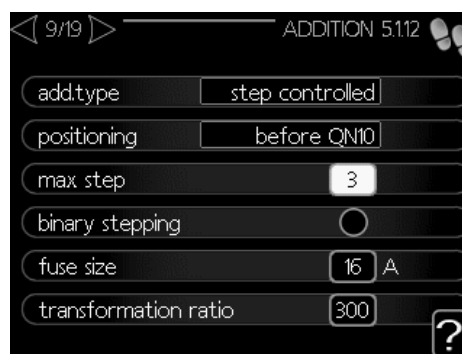 9/19 ADDITION 5.1.12
add.type step controlled
positioning before QN10
max step 3
binary stepping
fuse size 16 A
transformation ratio 300
?